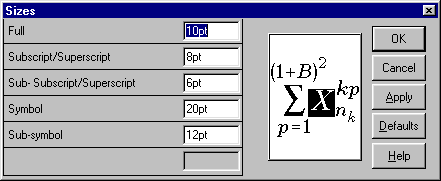 Sizes
Full 10pt
Subscript/Superscript 8pt
Sub- Subscript/Superscript 6pt
Symbol 20pt
Sub-symbol 12pt
(1+B)²
∑ X kp nₖ
p=1
OK
Cancel
Apply
Defaults
Help